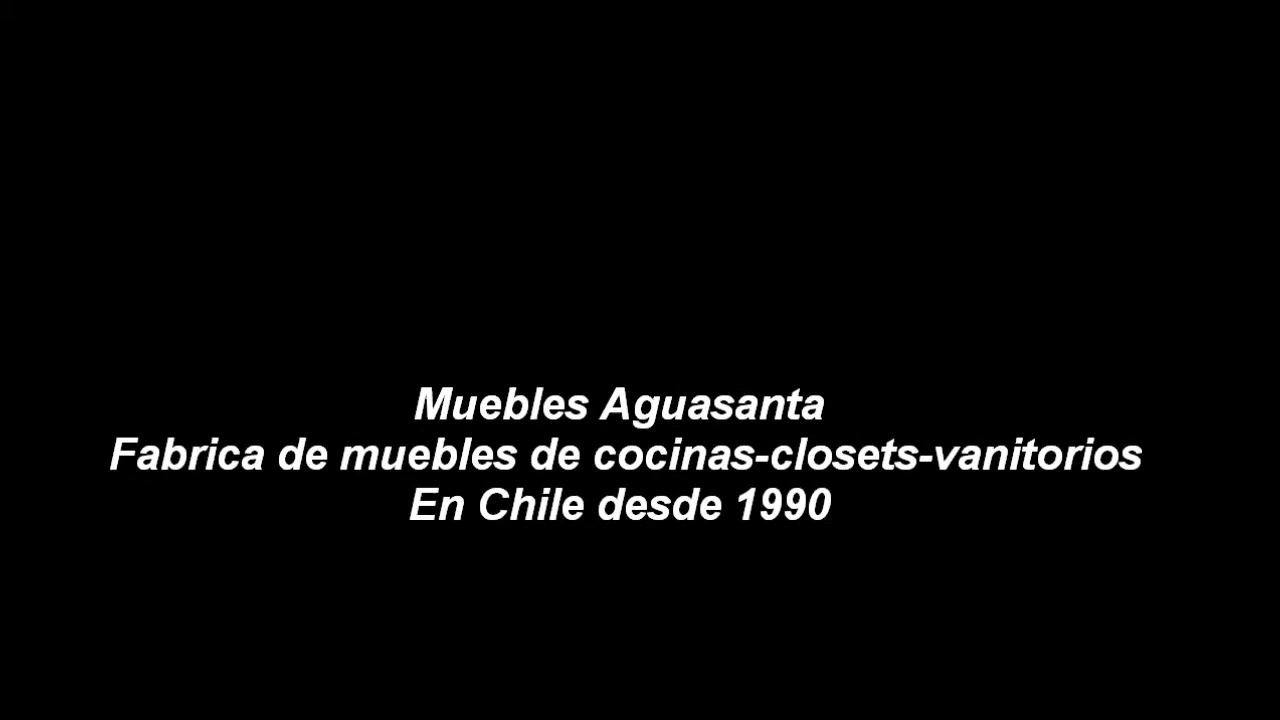 Muebles Aguasanta
Fabrica de muebles de cocinas-closets-vanitorios
En Chile desde 1990